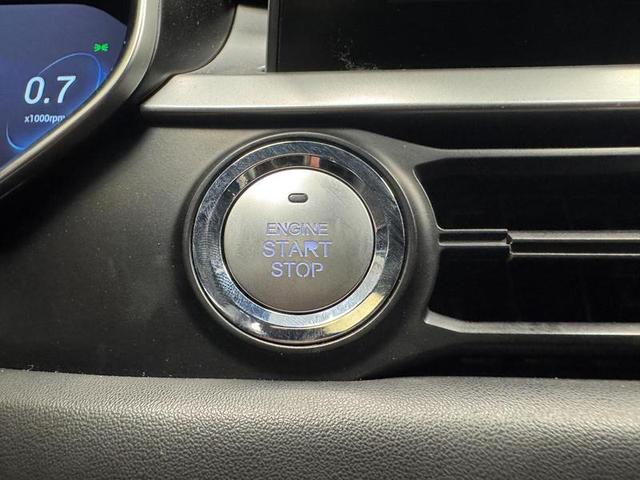 0.7
x1000rpm
ENGINE
START
STOP